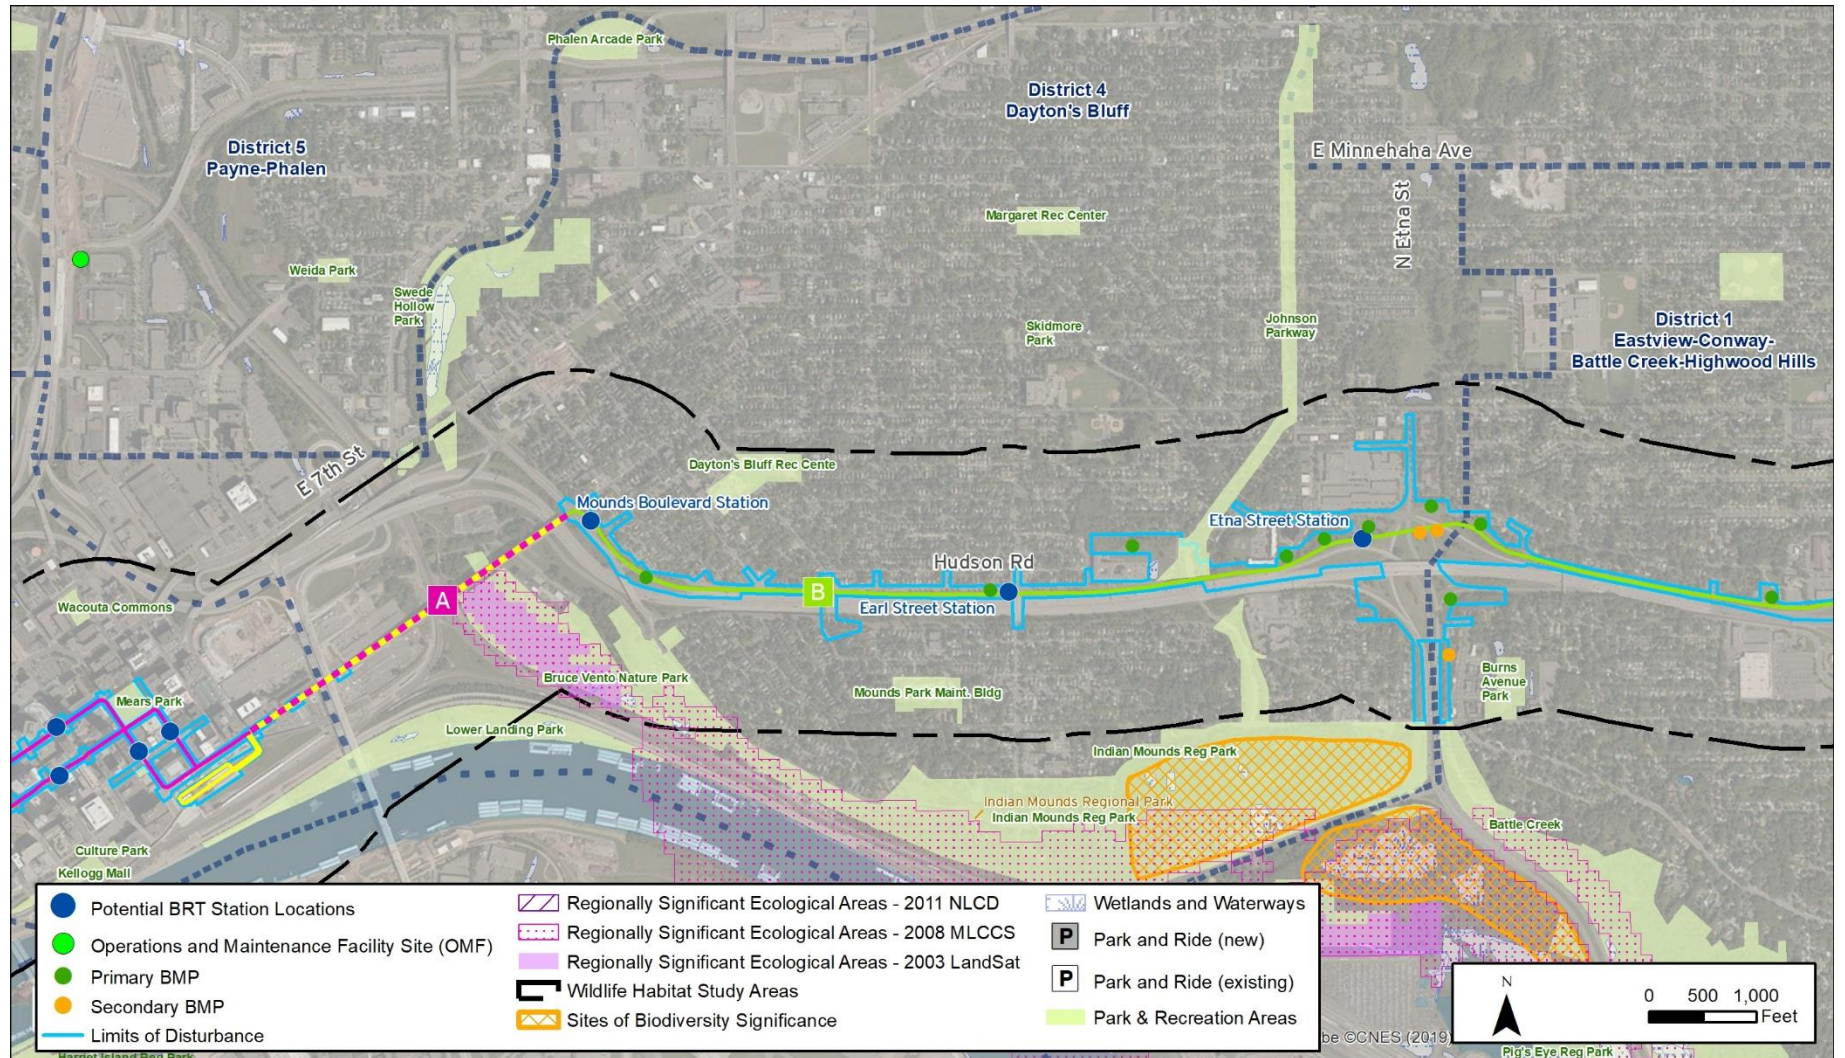 Phalen Arcade Park
District 4
Dayton's Bluff
District 5
Payne-Phalen
E Minnehaha Ave
N Etna St
Margaret Rec Center
Weida Park
Swede
Hollow
Park
Skidmore
Park
Johnson
Parkway
District 1
Eastview-Conway-
Battle Creek-Highwood Hills
E 7th St
Dayton's Bluff Rec Cente
Mounds Boulevard Station
Etna Street Station
Hudson Rd
A
B
Earl Street Station
Wacouta Commons
Bruce Vento Nature Park
Mounds Park Maint. Bldg
Burns
Avenue
Park
Mears Park
Lower Landing Park
Indian Mounds Reg Park
Indian Mounds Regional Park
Indian Mounds Reg Park
Battle Creek
Culture Park
Kellogg Mall
Potential BRT Station Locations
Operations and Maintenance Facility Site (OMF)
Primary BMP
Secondary BMP
Limits of Disturbance
Regionally Significant Ecological Areas - 2011 NLCD
Regionally Significant Ecological Areas - 2008 MLCCS
Regionally Significant Ecological Areas - 2003 LandSat
Wildlife Habitat Study Areas
Sites of Biodiversity Significance
Wetlands and Waterways
P Park and Ride (new)
P Park and Ride (existing)
Park & Recreation Areas
N
0 500 1,000
Feet
be ©CNES (2019)
Harriet Island Reg Park
Pig's Eye Reg Park